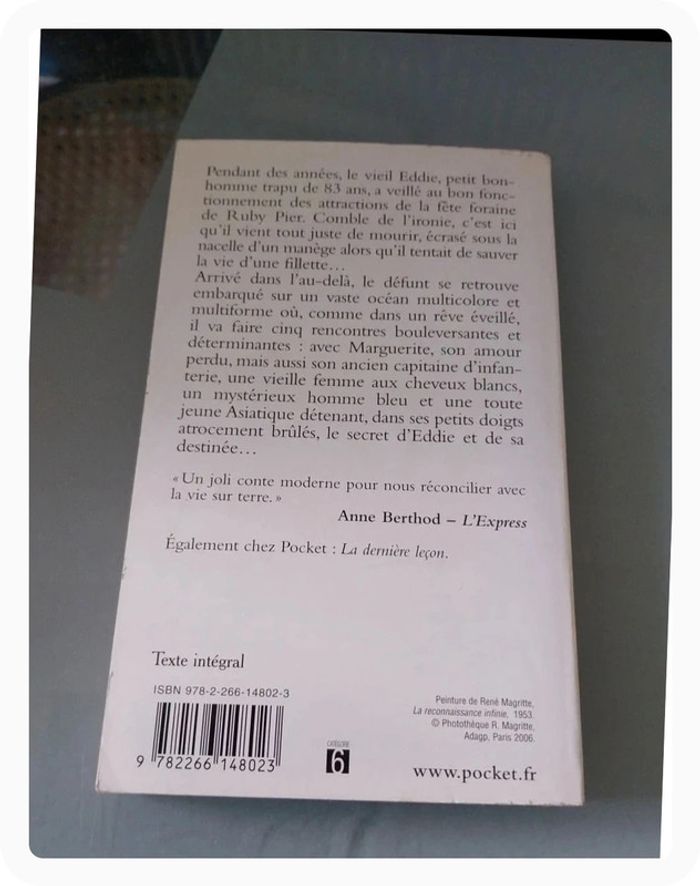 Pendant des années, le vieil Eddie, petit bon-
homme trapu de 83 ans, a veillé au bon fonc-
tionnement des attractions de la fête foraine
de Ruby Pier. Comble de l'ironie, c'est ici
qu'il vient tout juste de mourir, écrasé sous la
nacelle d'un manège alors qu'il tentait de sauver
la vie d'une fillette…
Arrivé dans l'au-delà, le défunt se retrouve
embarqué sur un vaste océan multicolore et
multiforme où, comme dans un rêve éveillé,
il va faire cinq rencontres bouleversantes et
déterminantes : avec Marguerite, son amour
perdu, mais aussi son ancien capitaine d'infan-
terie, une vieille femme aux cheveux blancs,
un mystérieux homme bleu et une toute
jeune Asiatique détenant, dans ses petits doigts
atrocement brûlés, le secret d'Eddie et de sa
destinée…
« Un joli conte moderne pour nous réconcilier avec
la vie sur terre. »
Anne Berthod – L'Express
Également chez Pocket : La dernière leçon.
Texte intégral
ISBN 978-2-266-14802-3
9 782266 148023
CATÉGORIE
6
Peinture de René Magritte,
La reconnaissance infinie, 1953.
© Photothèque R. Magritte,
Adagp, Paris 2006.
www.pocket.fr